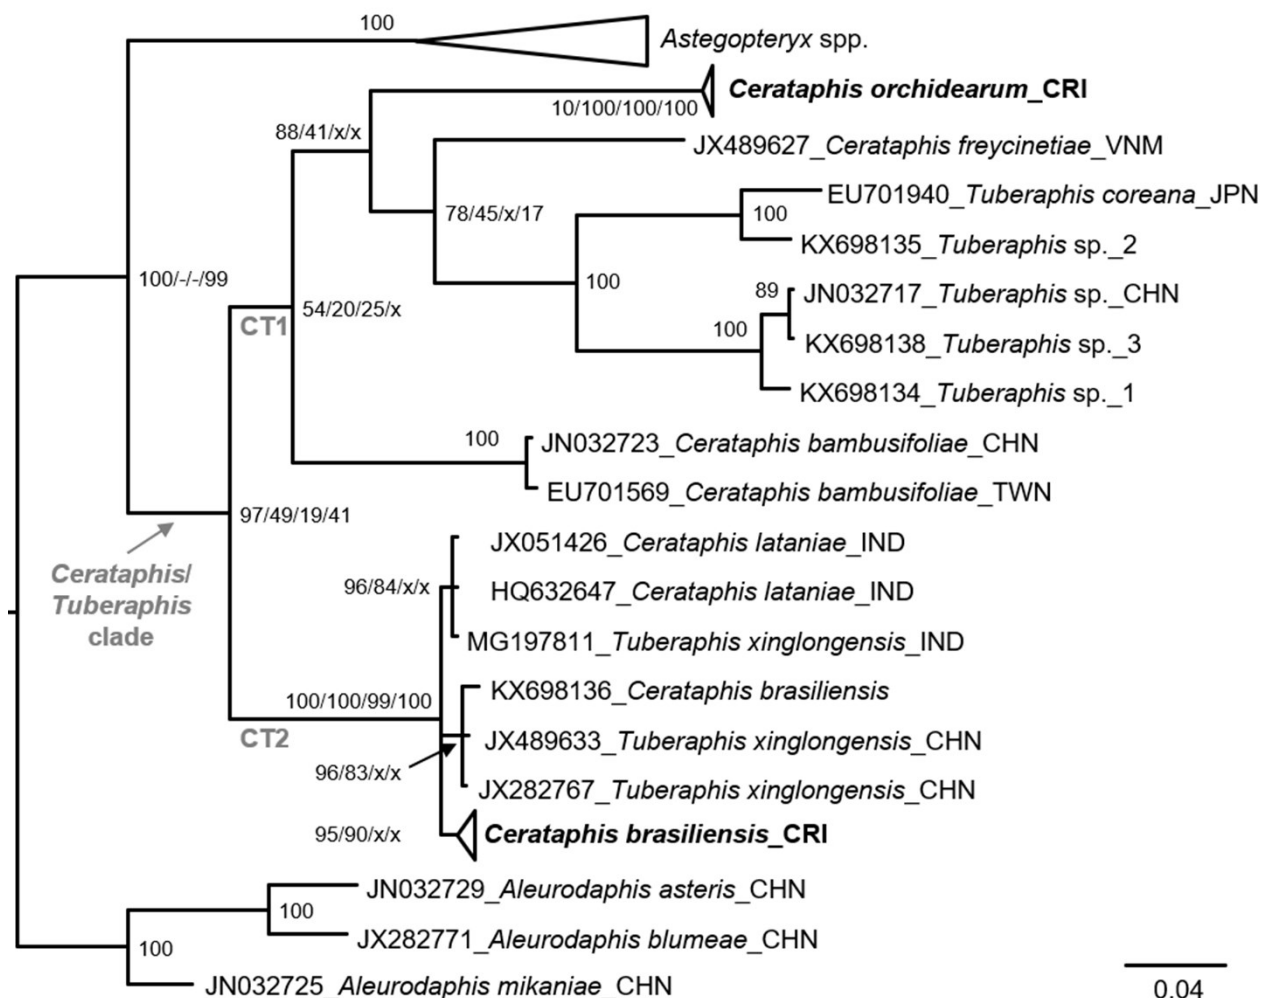 100
Astegopteryx spp.
Cerataphis orchidearum_CRI
10/100/100/100
88/41/x/x
JX489627_Cerataphis freycinetiae_VNM
EU701940_Tuberaphis coreana_JPN
78/45/x/17
100
KX698135_Tuberaphis sp._2
100/-/-/99
100
89
JN032717_Tuberaphis sp._CHN
54/20/25/x
CT1
100
KX698138_Tuberaphis sp._3
KX698134_Tuberaphis sp._1
100
JN032723_Cerataphis bambusifoliae_CHN
EU701569_Cerataphis bambusifoliae_TWN
97/49/19/41
JX051426_Cerataphis lataniae_IND
Cerataphis/
Tuberaphis
clade
96/84/x/x
HQ632647_Cerataphis lataniae_IND
MG197811_Tuberaphis xinglongensis_IND
100/100/99/100
KX698136_Cerataphis brasiliensis
CT2
JX489633_Tuberaphis xinglongensis_CHN
96/83/x/x
JX282767_Tuberaphis xinglongensis_CHN
95/90/x/x
Cerataphis brasiliensis_CRI
JN032729_Aleurodaphis asteris_CHN
100
JX282771_Aleurodaphis blumeae_CHN
100
JN032725_Aleurodaphis mikaniae_CHN
0.04